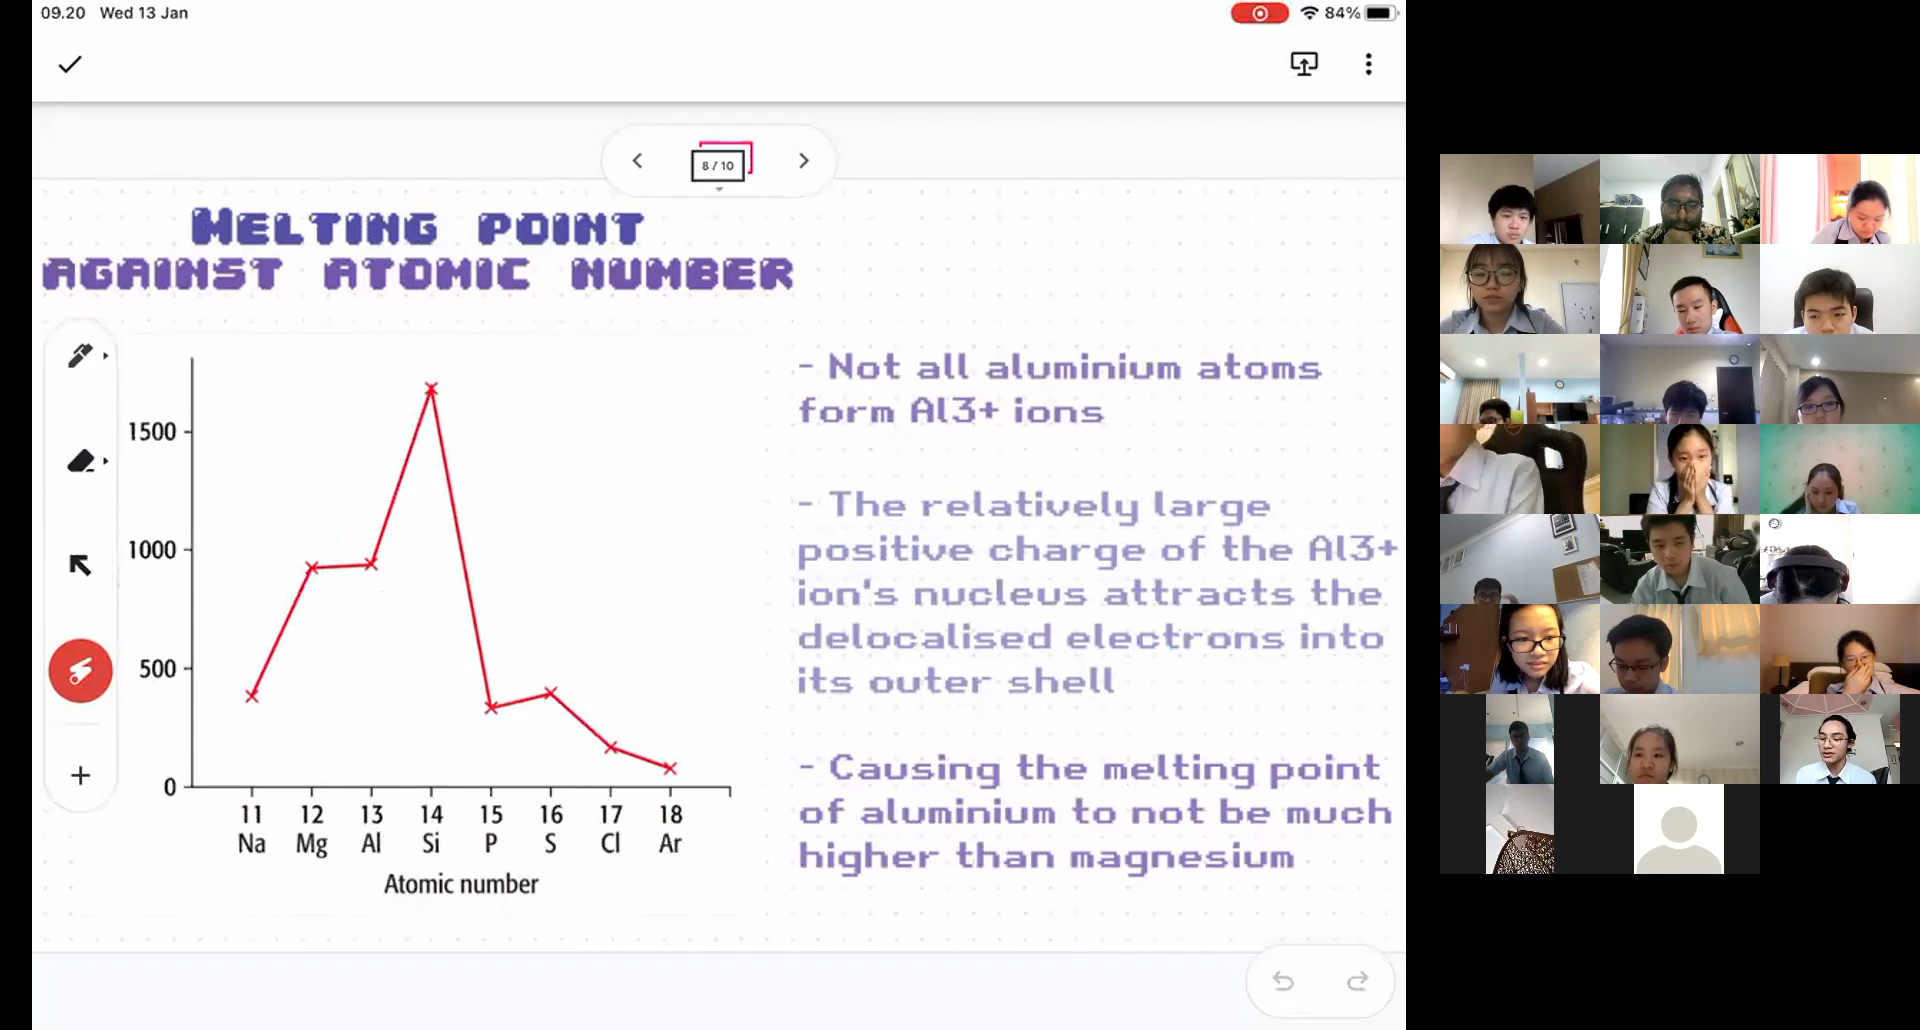 09.20 Wed 13 Jan
84%
8 / 10
MELTING POINT
AGAINST ATOMIC NUMBER
1500
1000
500
0
11 12 13 14 15 16 17 18
Na Mg Al Si P S Cl Ar
Atomic number
- Not all aluminium atoms
form Al3+ ions
- The relatively large
positive charge of the Al3+
ion's nucleus attracts the
delocalised electrons into
its outer shell
- Causing the melting point
of aluminium to not be much
higher than magnesium